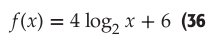 f(x) = 4 log₂ x + 6 (36